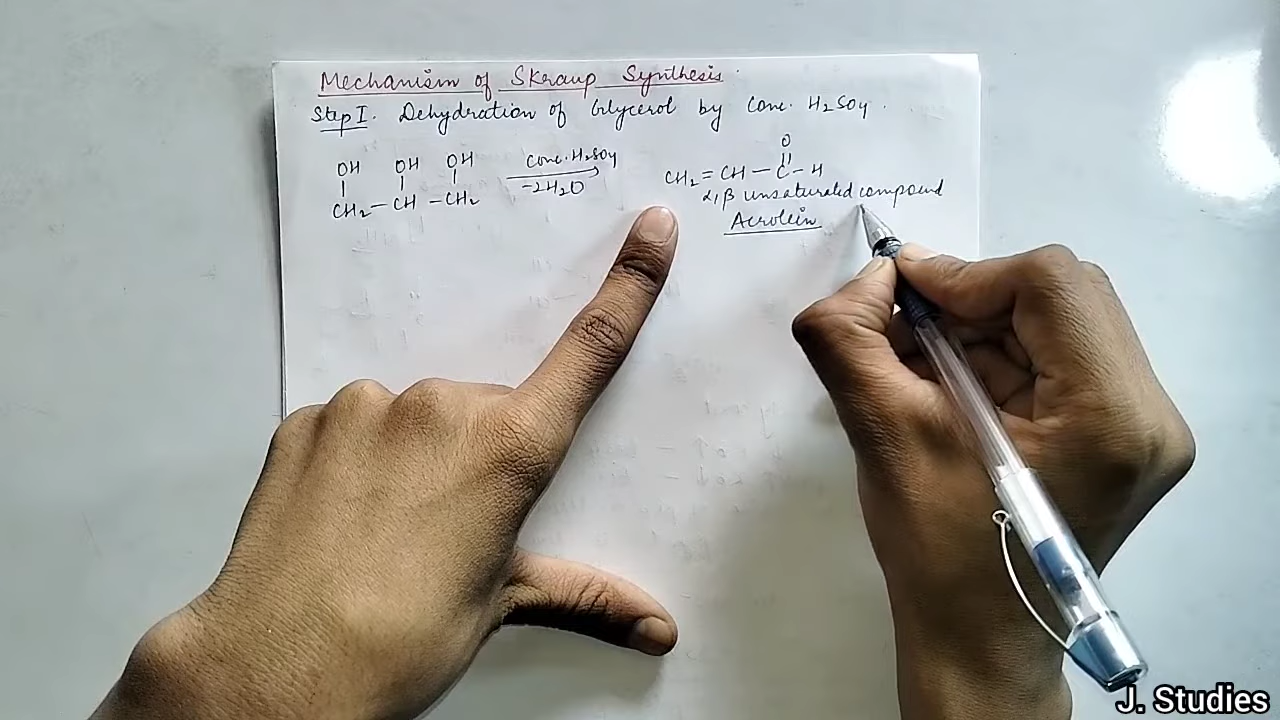 Mechanism of Skraup Synthesis.
Step I. Dehydration of Glycerol by Conc. H2SO4.
OH OH OH
CH2-CH-CH2
Conc. H2SO4
-2H2O
O
CH2=CH-C-H
α,β unsaturated compound
Acrolein
J. Studies